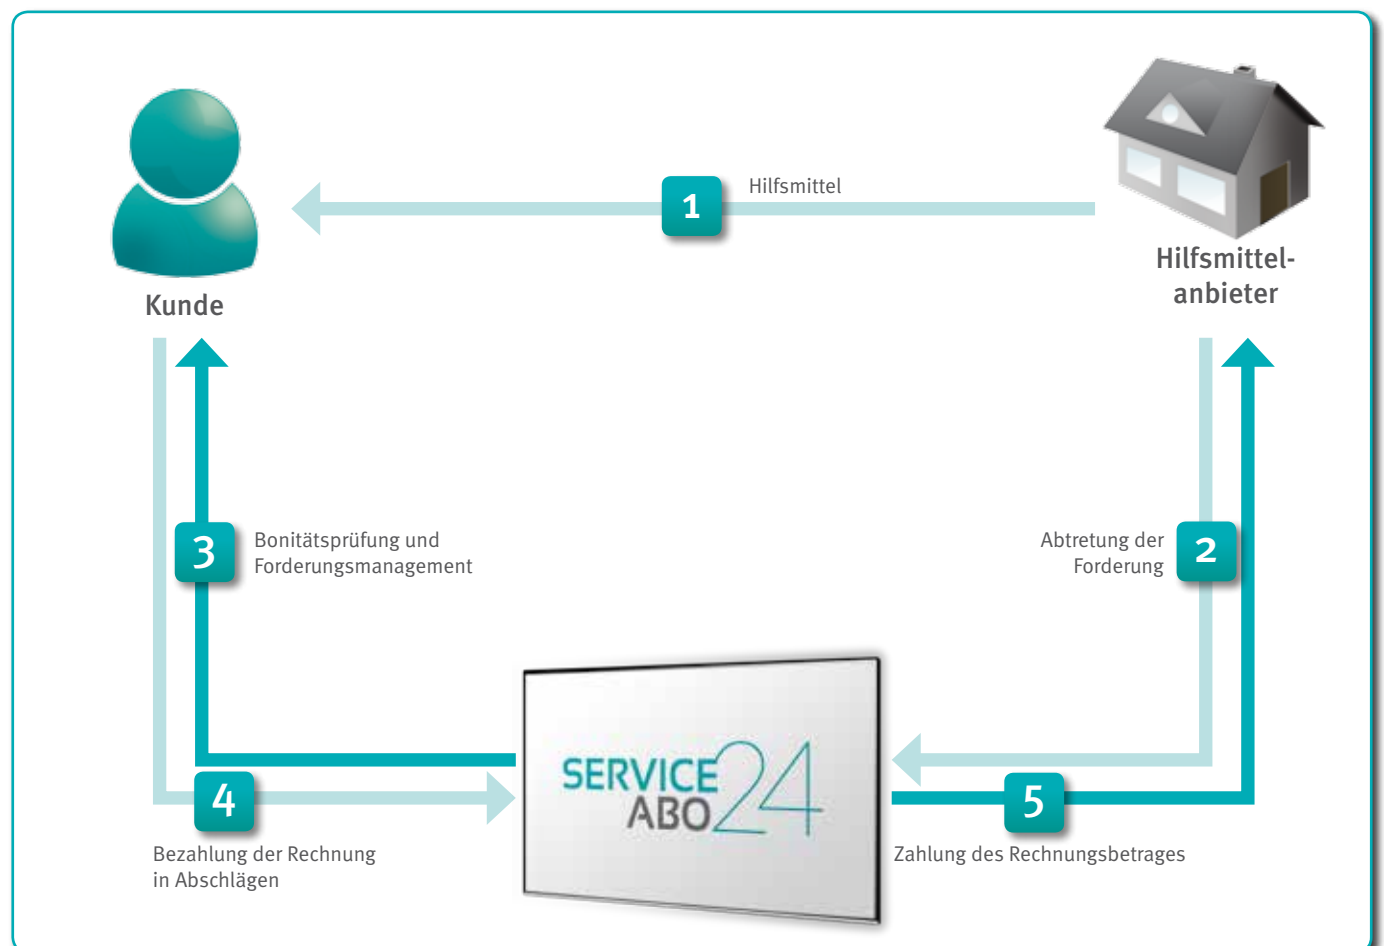 1
Hilfsmittel
Hilfsmittel-
anbieter
Kunde
3
Bonitätsprüfung und
Forderungsmanagement
Abtretung der
Forderung
2
SERVICE
ABO
24
4
Bezahlung der Rechnung
in Abschlägen
5
Zahlung des Rechnungsbetrages